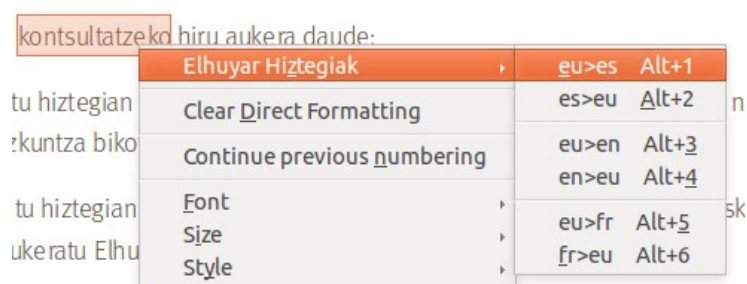 kontsultatzeko hiru aukera daude:
Elhuyar Hiztegiak
eu>es Alt+1
es>eu Alt+2
eu>en Alt+3
en>eu Alt+4
eu>fr Alt+5
fr>eu Alt+6
Clear Direct Formatting
Continue previous numbering
Font
Size
Style
tu hiztegian
zkuntza biko
tu hiztegian
ukeratu Elhu